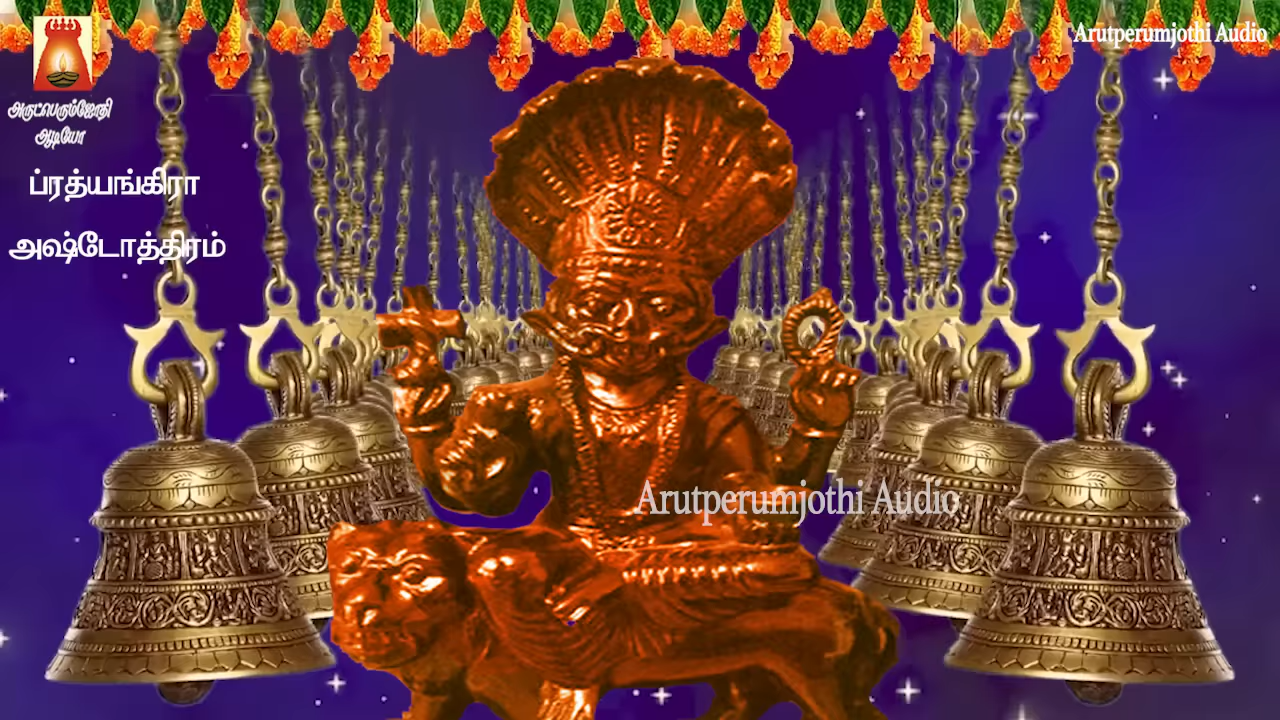 Arutperumjothi Audio
அருட்பெரும்ஜோதி
ஆடியோ
ப்ரத்யங்கிரா
அஷ்டோத்திரம்
Arutperumjothi Audio